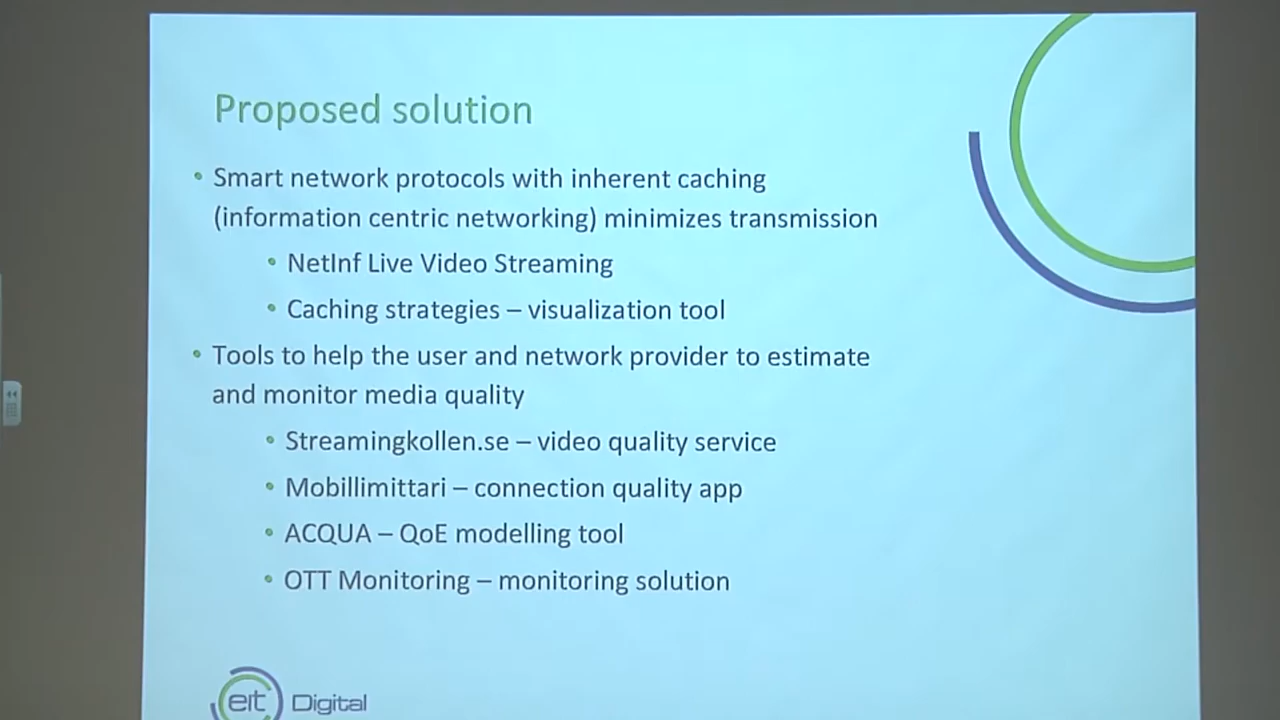 Proposed solution
• Smart network protocols with inherent caching
(information centric networking) minimizes transmission
• NetInf Live Video Streaming
• Caching strategies – visualization tool
• Tools to help the user and network provider to estimate
and monitor media quality
• Streamingkollen.se – video quality service
• Mobillimittari – connection quality app
• ACQUA – QoE modelling tool
• OTT Monitoring – monitoring solution
eit Digital